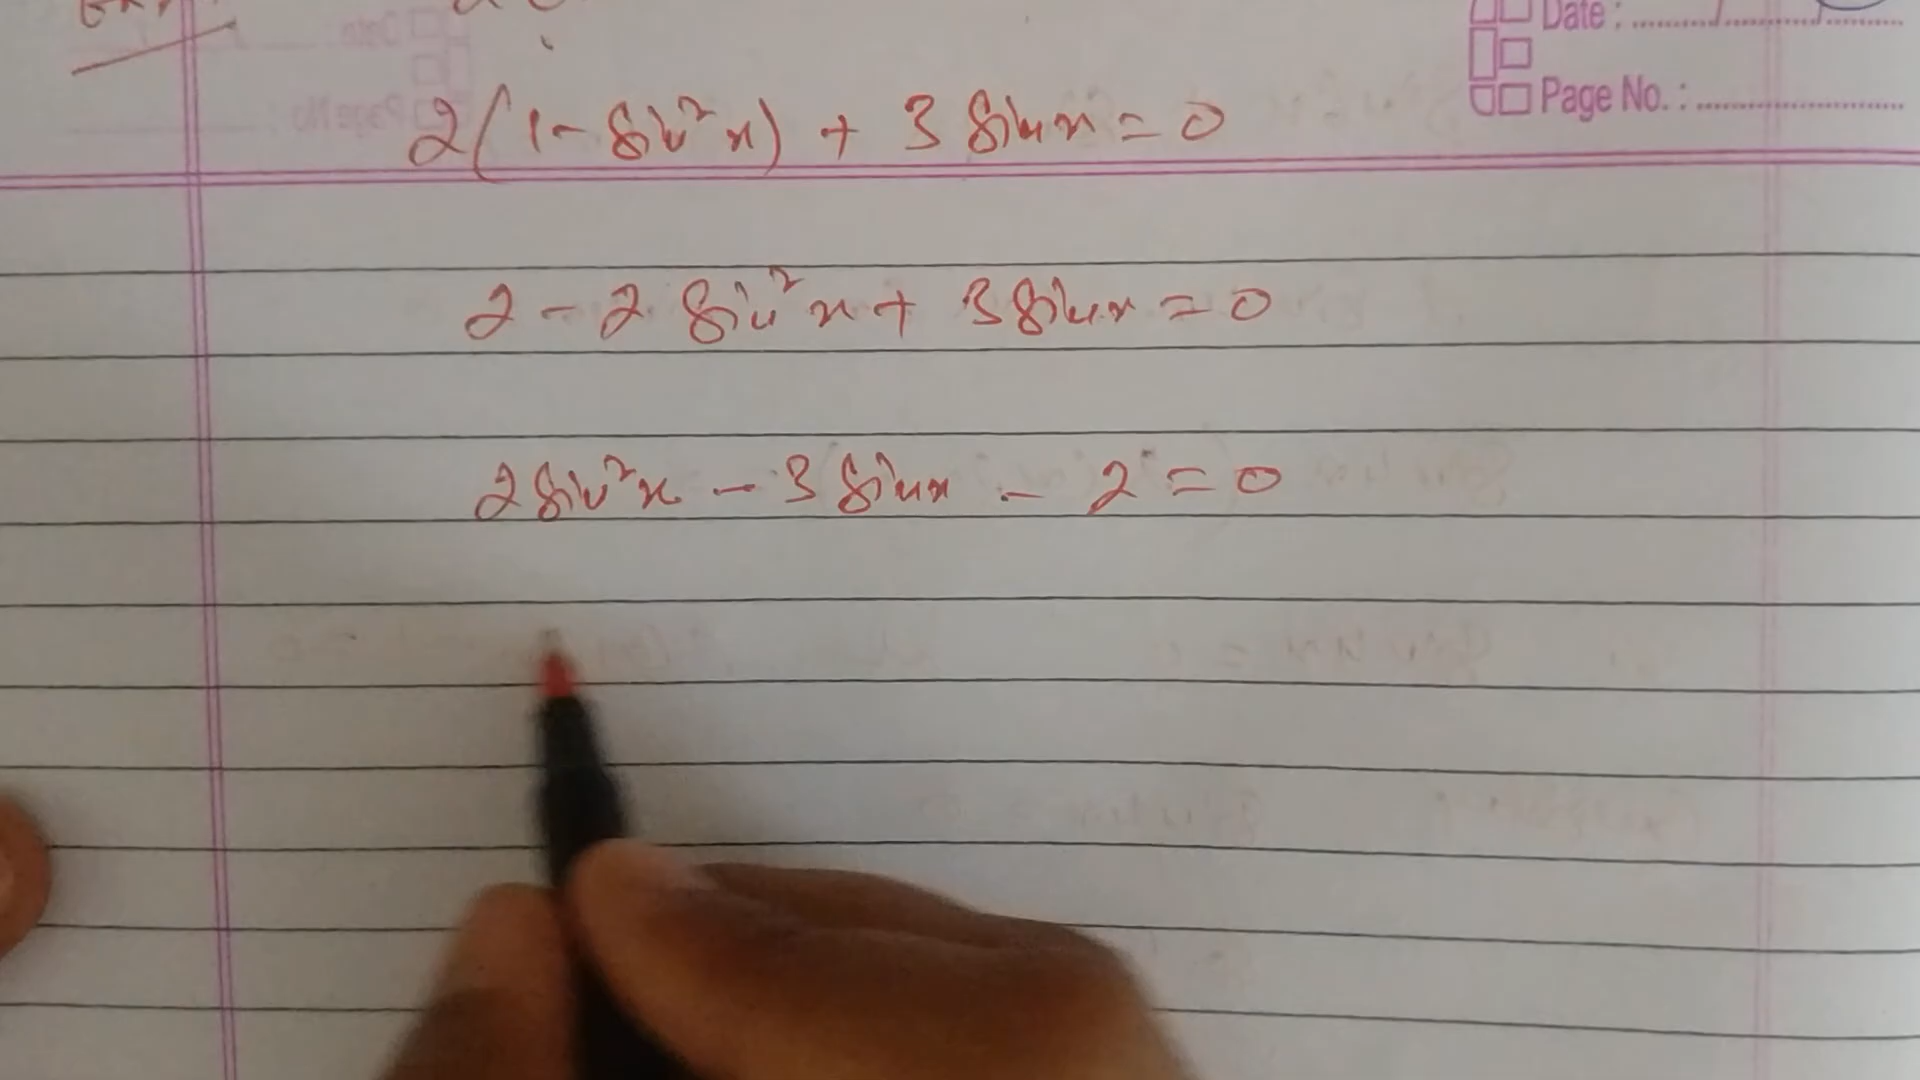 Date : ......../......../........
Page No. : ........................
2(1 - Sin²x) + 3 Sinx = 0
2 - 2 Sin²x + 3 Sinx = 0
2 Sin²x - 3 Sinx - 2 = 0